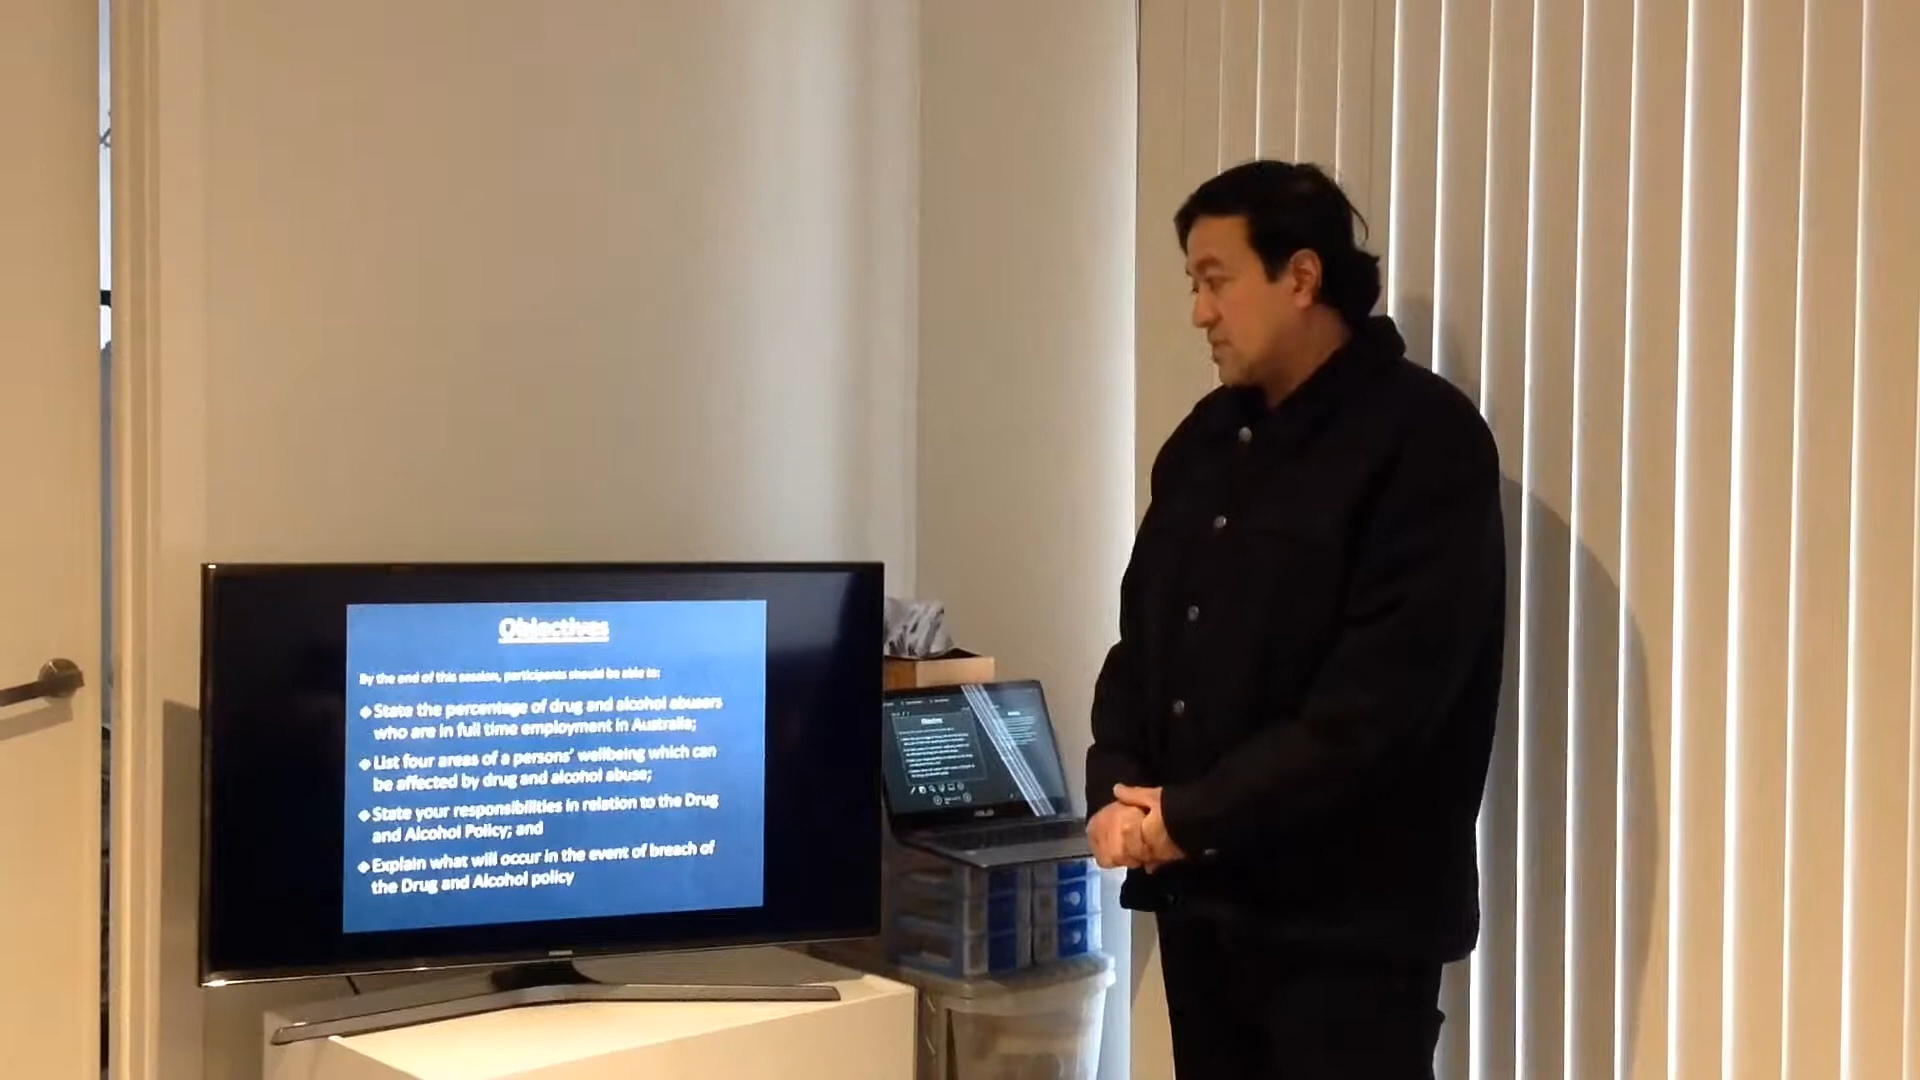 Objectives
By the end of this session, participants should be able to:
❖State the percentage of drug and alcohol abusers
who are in full time employment in Australia;
❖List four areas of a persons' wellbeing which can
be affected by drug and alcohol abuse;
❖State your responsibilities in relation to the Drug
and Alcohol Policy; and
❖Explain what will occur in the event of breach of
the Drug and Alcohol policy
SAMSUNG
Objectives
ASUS